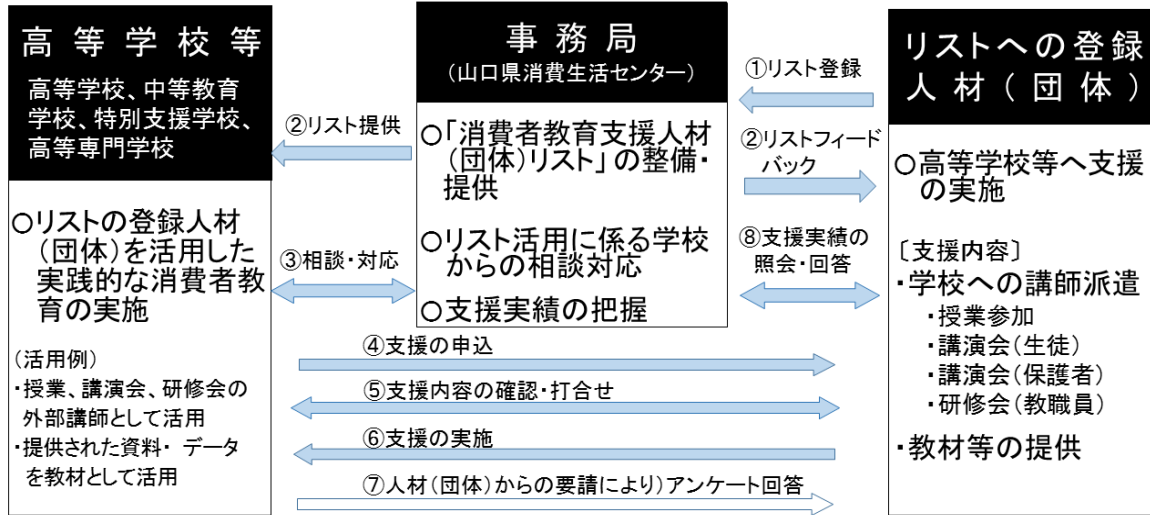 高等学校等
高等学校、中等教育
学校、特別支援学校、
高等専門学校
○リストの登録人材
(団体)を活用した
実践的な消費者教
育の実施
(活用例)
・授業、講演会、研修会の
外部講師として活用
・提供された資料・ データ
を教材として活用
②リスト提供
③相談・対応
事務局
(山口県消費生活センター)
○「消費者教育支援人材
(団体)リスト」の整備・
提供
○リスト活用に係る学校
からの相談対応
○支援実績の把握
①リスト登録
②リストフィード
バック
⑧支援実績の
照会・回答
リストへの登録
人材(団体)
○高等学校等へ支援
の実施
〔支援内容〕
・学校への講師派遣
・授業参加
・講演会(生徒)
・講演会(保護者)
・研修会(教職員)
・教材等の提供
④支援の申込
⑤支援内容の確認・打合せ
⑥支援の実施
⑦人材(団体)からの要請により)アンケート回答